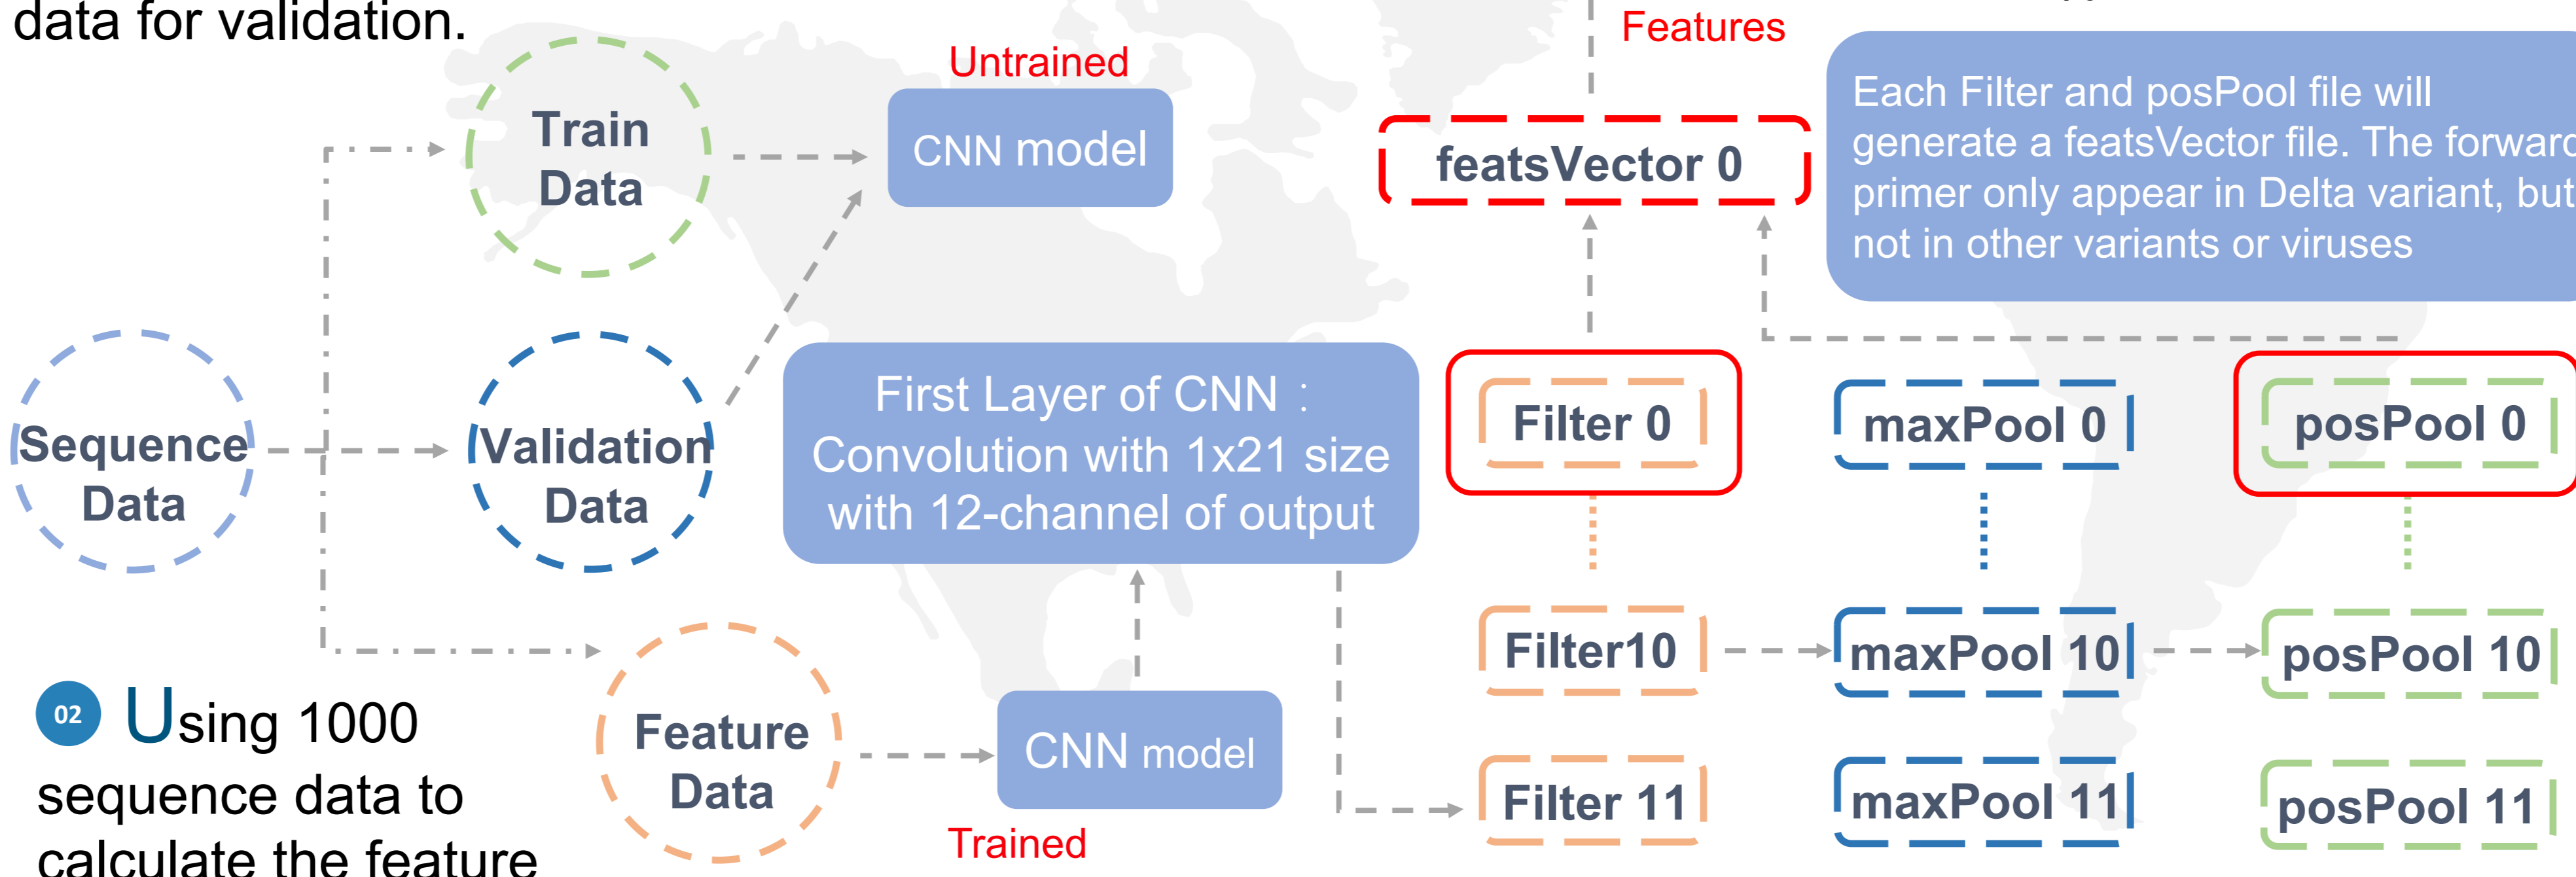 data for validation.
Train
Data
Untrained
CNN model
Features
featsVector 0
Each Filter and posPool file will
generate a featsVector file. The forward
primer only appear in Delta variant, but
not in other variants or viruses
Sequence
Data
Validation
Data
First Layer of CNN：
Convolution with 1x21 size
with 12-channel of output
Filter 0
maxPool 0
posPool 0
Filter10
maxPool 10
posPool 10
02 Using 1000
sequence data to
calculate the feature
Feature
Data
CNN model
Trained
Filter 11
maxPool 11
posPool 11